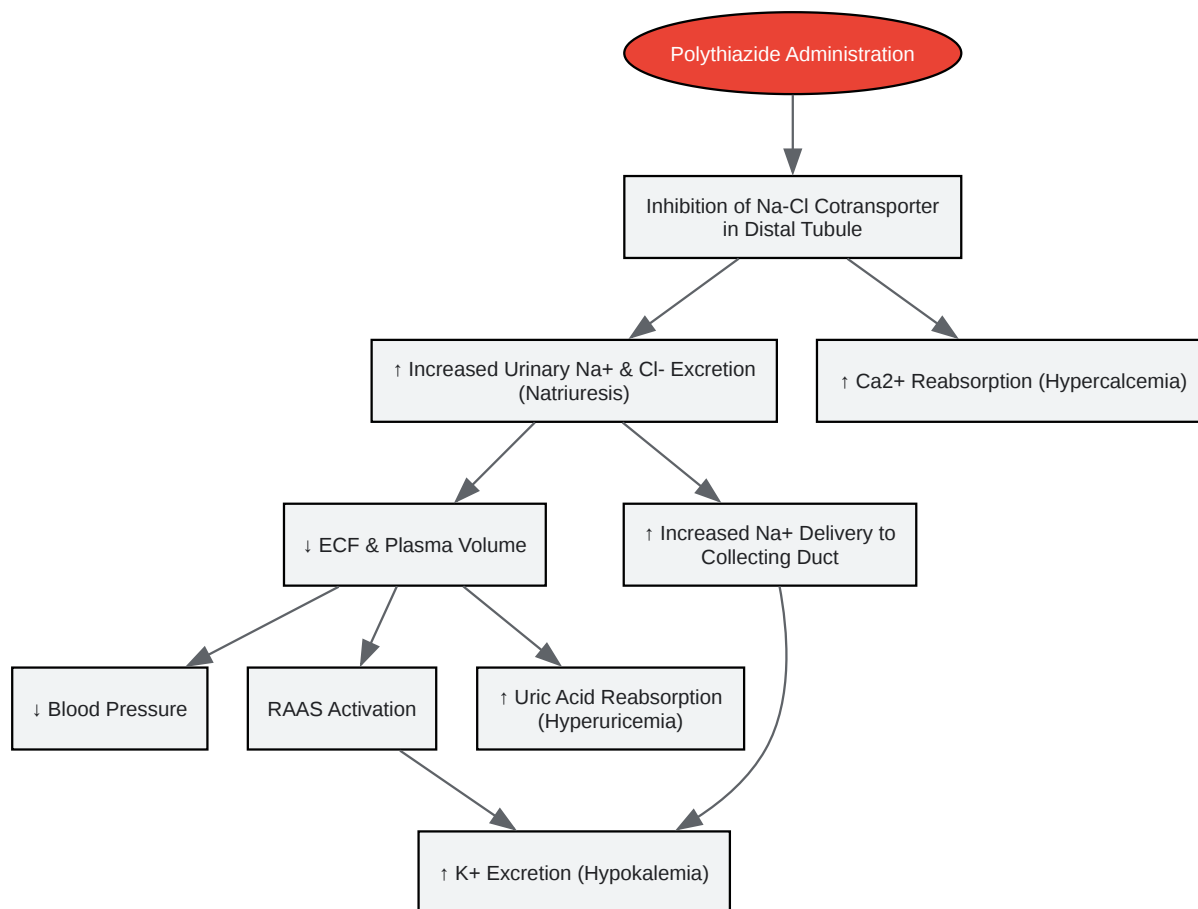 Polythiazide Administration
Inhibition of Na-Cl Cotransporter
in Distal Tubule
↑ Increased Urinary Na+ & Cl- Excretion
(Natriuresis)
↑ Ca2+ Reabsorption (Hypercalcemia)
↓ ECF & Plasma Volume
↑ Increased Na+ Delivery to
Collecting Duct
↓ Blood Pressure
RAAS Activation
↑ Uric Acid Reabsorption
(Hyperuricemia)
↑ K+ Excretion (Hypokalemia)